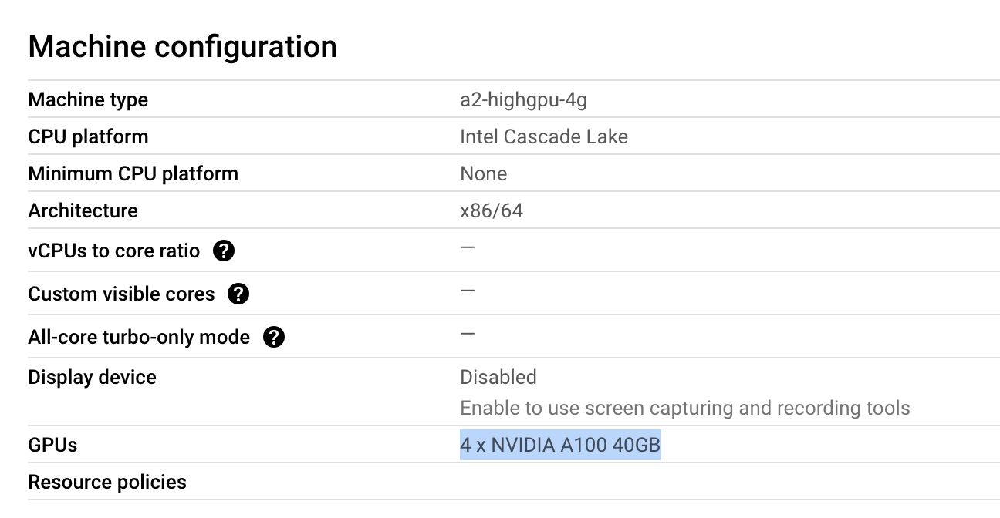 Machine configuration
Machine type a2-highgpu-4g
CPU platform Intel Cascade Lake
Minimum CPU platform None
Architecture x86/64
vCPUs to core ratio ? —
Custom visible cores ? —
All-core turbo-only mode ? —
Display device Disabled
Enable to use screen capturing and recording tools
GPUs 4 x NVIDIA A100 40GB
Resource policies